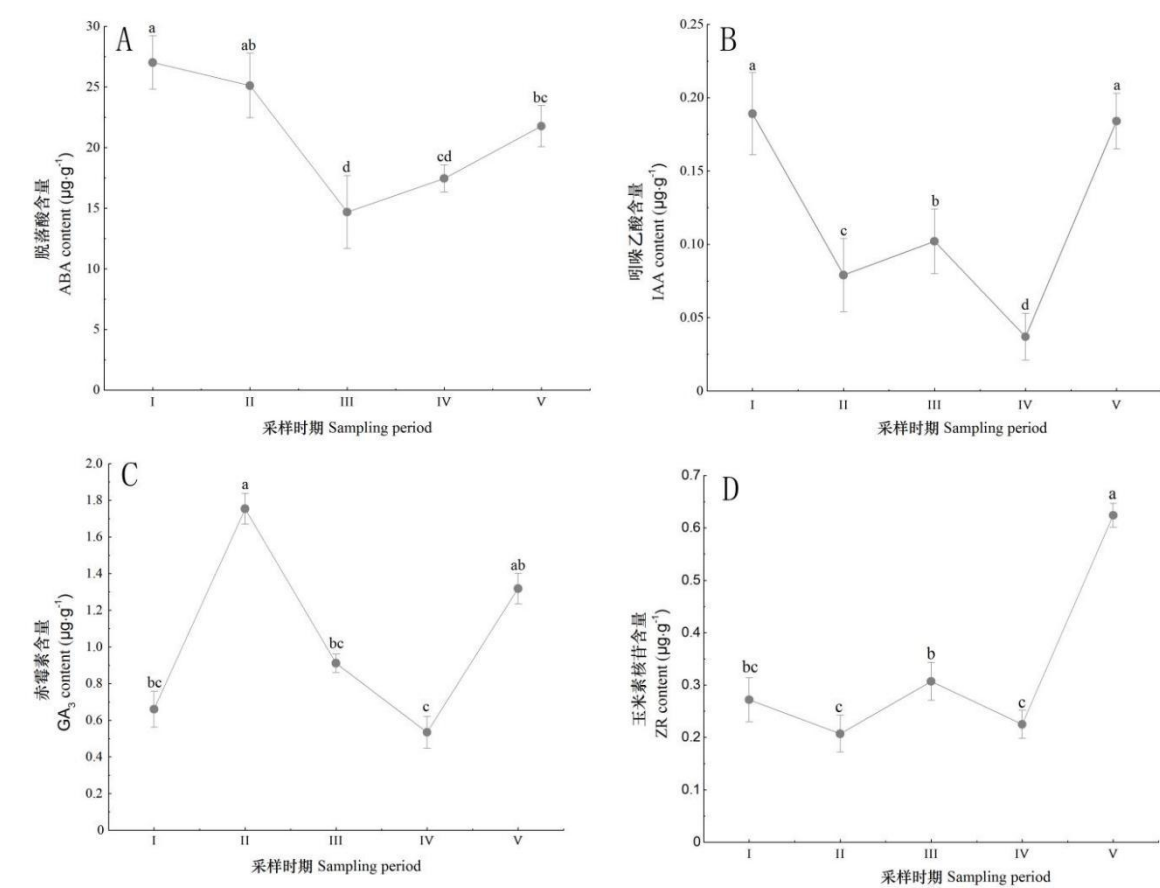 A
30
25
20
15
10
5
0
脱落酸含量
ABA content (μg·g⁻¹)
a
ab
d
cd
bc
I
II
III
IV
V
采样时期 Sampling period
B
0.25
0.20
0.15
0.10
0.05
0
吲哚乙酸含量
IAA content (μg·g⁻¹)
a
c
b
d
a
I
II
III
IV
V
采样时期 Sampling period
C
2.0
1.8
1.6
1.4
1.2
1.0
0.8
0.6
0.4
0.2
0
赤霉素含量
GA₃ content (μg·g⁻¹)
bc
a
bc
c
ab
I
II
III
IV
V
采样时期 Sampling period
D
0.7
0.6
0.5
0.4
0.3
0.2
0.1
0
玉米素核苷含量
ZR content (μg·g⁻¹)
bc
c
b
c
a
I
II
III
IV
V
采样时期 Sampling period